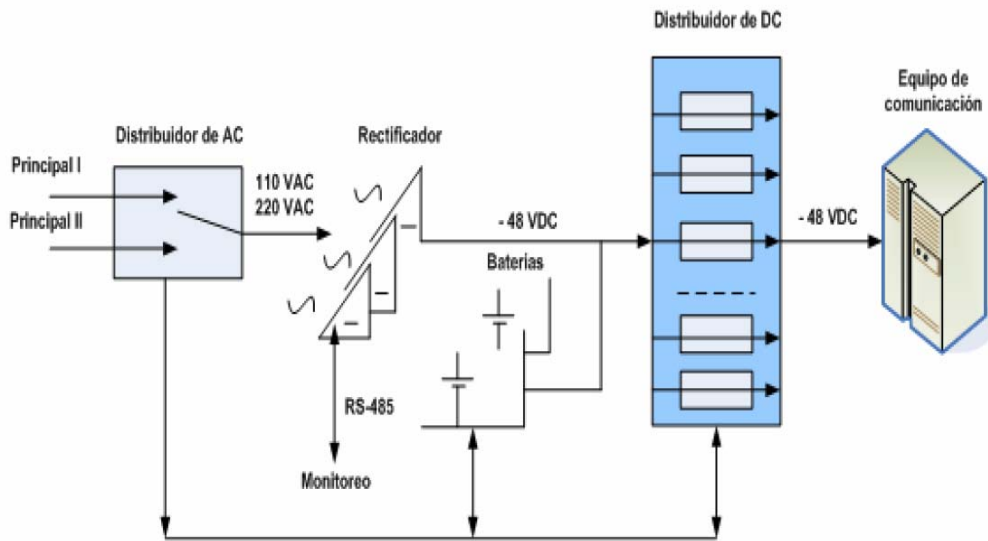 Distribuidor de DC
Equipo de
comunicación
Distribuidor de AC
Rectificador
Principal I
110 VAC
220 VAC
Principal II
- 48 VDC
- 48 VDC
Baterias
RS-485
Monitoreo